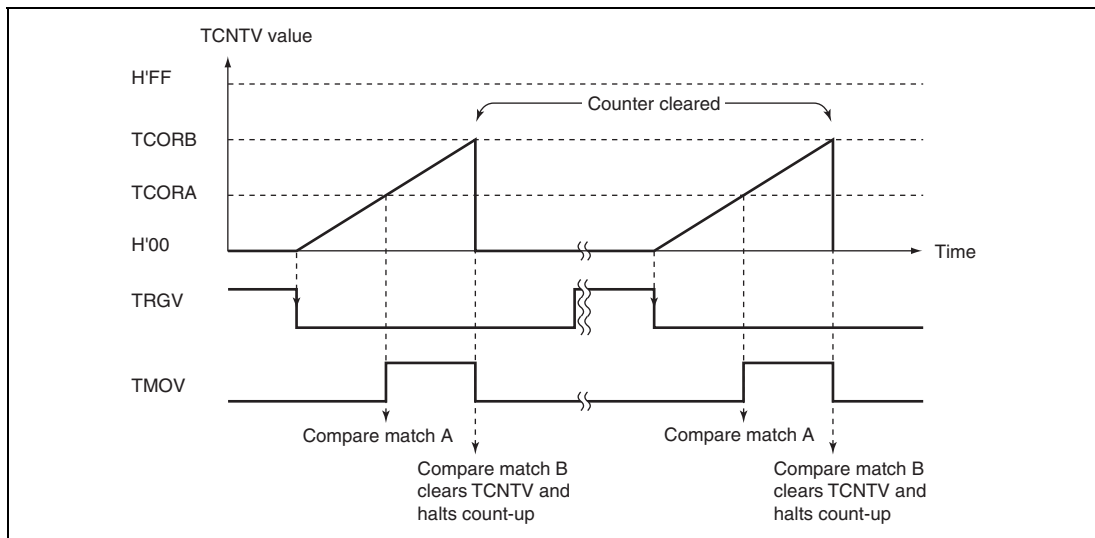 TCNTV value
H'FF
Counter cleared
TCORB
TCORA
H'00
Time
TRGV
TMOV
Compare match A
Compare match B
clears TCNTV and
halts count-up
Compare match A
Compare match B
clears TCNTV and
halts count-up